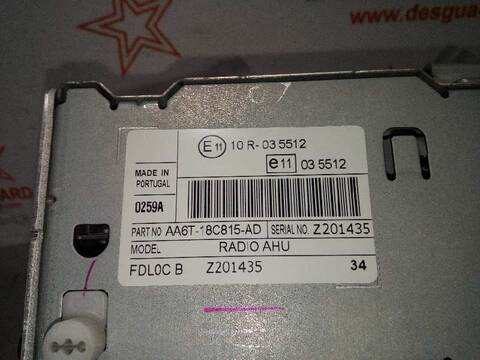 www.desgua
E11 10 R- 03 5512
e11 03 5512
MADE IN
PORTUGAL
0259A
PART NO AA6T-18C815-AD SERIAL NO. Z201435
MODEL RADIO AHU
FDL0C B Z201435 34
ARD